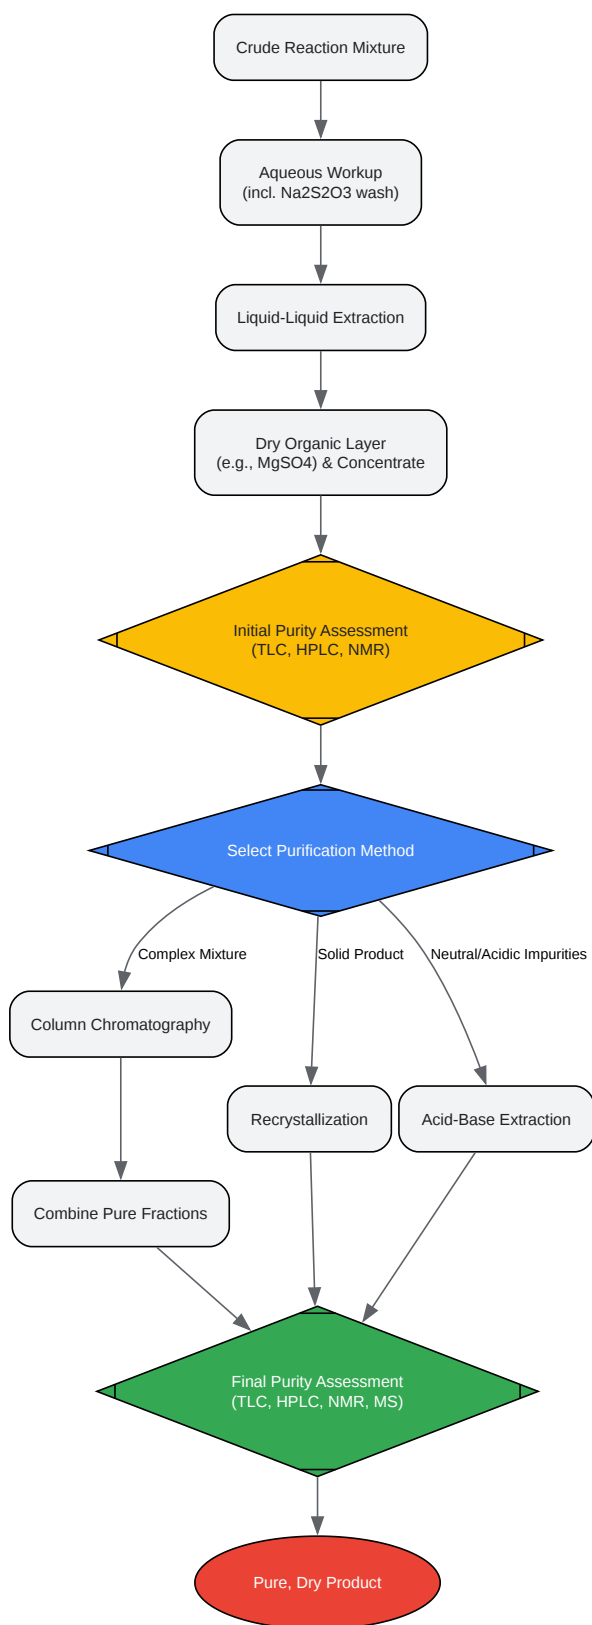 Crude Reaction Mixture
Aqueous Workup
(incl. Na2S2O3 wash)
Liquid-Liquid Extraction
Dry Organic Layer
(e.g., MgSO4) & Concentrate
Initial Purity Assessment
(TLC, HPLC, NMR)
Select Purification Method
Complex Mixture
Solid Product
Neutral/Acidic Impurities
Column Chromatography
Recrystallization
Acid-Base Extraction
Combine Pure Fractions
Final Purity Assessment
(TLC, HPLC, NMR, MS)
Pure, Dry Product